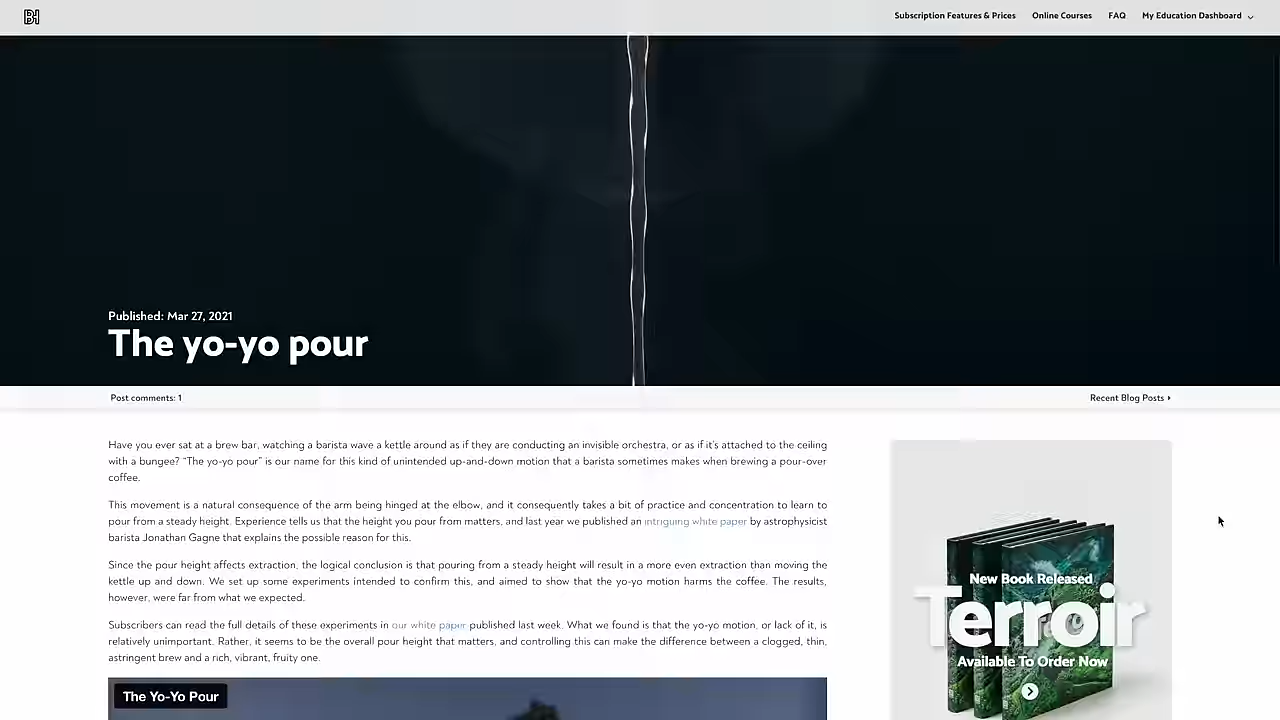 BH
Subscription Features & Prices Online Courses FAQ My Education Dashboard
Published: Mar 27, 2021
The yo-yo pour
Post comments: 1
Recent Blog Posts
Have you ever sat at a brew bar, watching a barista wave a kettle around as if they are conducting an invisible orchestra, or as if it's attached to the ceiling
with a bungee? "The yo-yo pour" is our name for this kind of unintended up-and-down motion that a barista sometimes makes when brewing a pour-over
coffee.
This movement is a natural consequence of the arm being hinged at the elbow, and it consequently takes a bit of practice and concentration to learn to
pour from a steady height. Experience tells us that the height you pour from matters, and last year we published an intriguing white paper by astrophysicist
barista Jonathan Gagne that explains the possible reason for this.
Since the pour height affects extraction, the logical conclusion is that pouring from a steady height will result in a more even extraction than moving the
kettle up and down. We set up some experiments intended to confirm this, and aimed to show that the yo-yo motion harms the coffee. The results,
however, were far from what we expected.
Subscribers can read the full details of these experiments in our white paper published last week. What we found is that the yo-yo motion, or lack of it, is
relatively unimportant. Rather, it seems to be the overall pour height that matters, and controlling this can make the difference between a clogged, thin,
astringent brew and a rich, vibrant, fruity one.
The Yo-Yo Pour
New Book Released
Terroir
Available To Order Now